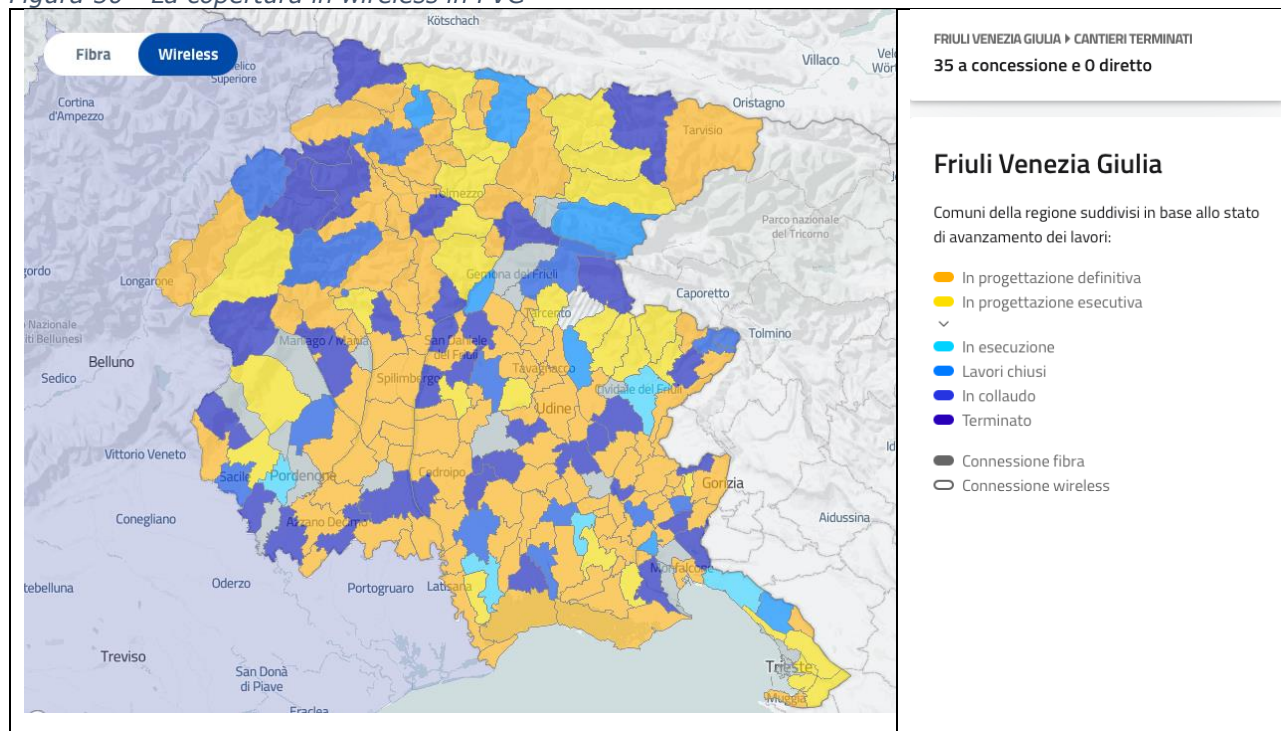 Figura 30 - La copertura in wireless in FVG
Kötschach
Fibra
Wireless
Superiore
Villaco
Cortina
d'Ampezzo
Oristagno
Tarvisio
Tolmezzo
Parco nazionale
del Tricorno
Longarone
Gemona del Friuli
Caporetto
Tarcento
Tolmino
Belluno
Maniago / Mania
San Daniele
del Friuli
Sedico
Spilimbergo
Tavagnacco
Cividale del Friuli
Udine
Vittorio Veneto
Sacile
Pordenone
Codroipo
Gorizia
Conegliano
Azzano Decimo
Aidussina
Monfalcone
Oderzo
Portogruaro
Latisana
Treviso
San Donà
di Piave
Trieste
Muggia
Eraclea
FRIULI VENEZIA GIULIA ▸ CANTIERI TERMINATI
35 a concessione e 0 diretto
Friuli Venezia Giulia
Comuni della regione suddivisi in base allo stato
di avanzamento dei lavori:
In progettazione definitiva
In progettazione esecutiva
In esecuzione
Lavori chiusi
In collaudo
Terminato
Connessione fibra
Connessione wireless